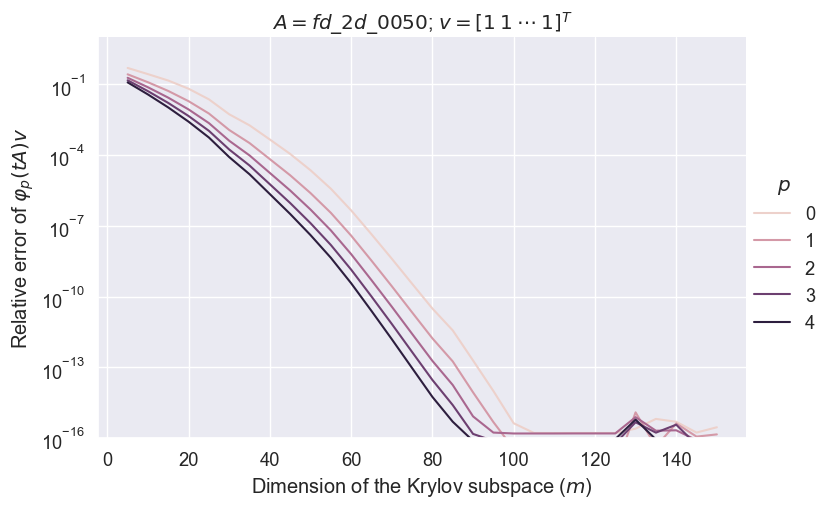 A = fd_2d_0050; v = [1 1 ⋯ 1]^T
Relative error of φ_p(tA)v
10^−1
10^−4
10^−7
10^−10
10^−13
10^−16
0 20 40 60 80 100 120 140
Dimension of the Krylov subspace (m)
p
0
1
2
3
4